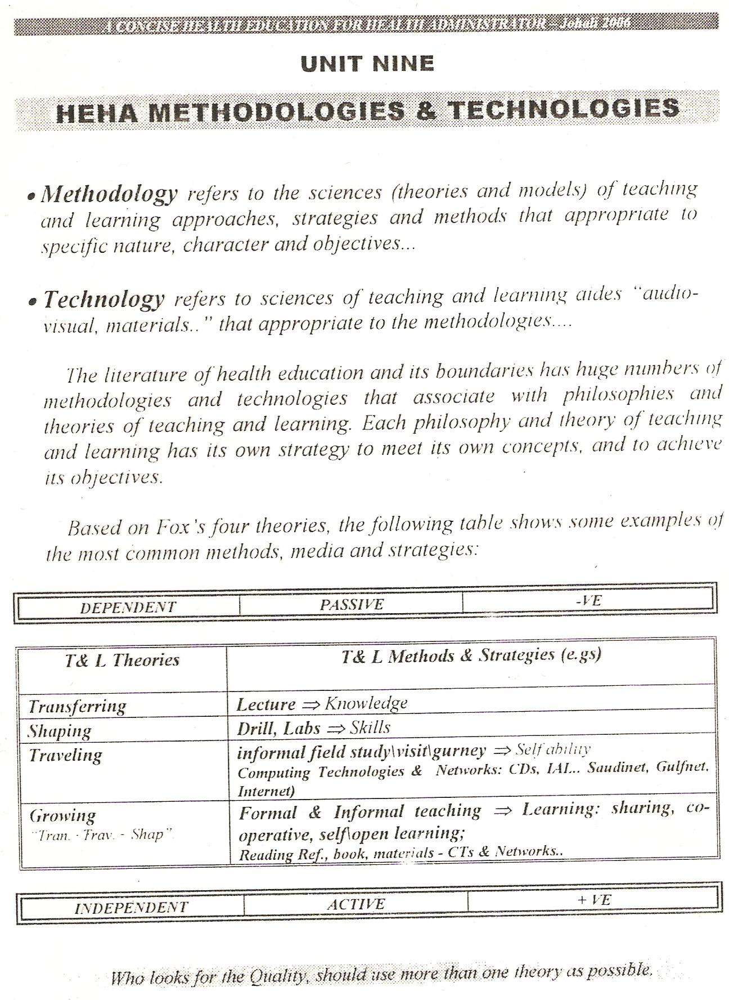 A CONCISE HEALTH EDUCATION FOR HEALTH ADMINISTRATOR - Johali 2006
UNIT NINE
HEHA METHODOLOGIES & TECHNOLOGIES
• Methodology refers to the sciences (theories and models) of teaching
and learning approaches, strategies and methods that appropriate to
specific nature, character and objectives...
• Technology refers to sciences of teaching and learning aides "audio-
visual, materials.. " that appropriate to the methodologies....
The literature of health education and its boundaries has huge numbers of
methodologies and technologies that associate with philosophies and
theories of teaching and learning. Each philosophy and theory of teaching
and learning has its own strategy to meet its own concepts, and to achieve
its objectives.
Based on Fox's four theories, the following table shows some examples of
the most common methods, media and strategies:
DEPENDENT PASSIVE -VE
T& L Theories T& L Methods & Strategies (e.gs)
Transferring Lecture ⇒ Knowledge
Shaping Drill, Labs ⇒ Skills
Traveling informal field study\visit\gurney ⇒ Self ability
Computing Technologies & Networks: CDs, IAI... Saudinet, Gulfnet,
Internet)
Growing Formal & Informal teaching ⇒ Learning: sharing, co-
"Tran. - Trav. - Shap" operative, self\open learning;
Reading Ref., book, materials - CTs & Networks..
INDEPENDENT ACTIVE + VE
Who looks for the Quality, should use more than one theory as possible.